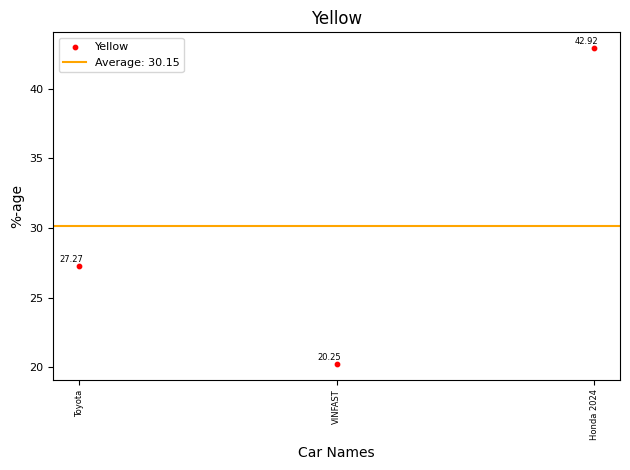 Yellow
Yellow
Average: 30.15
42.92
27.27
20.25
40
35
30
25
20
%-age
Toyota
VINFAST
Honda 2024
Car Names